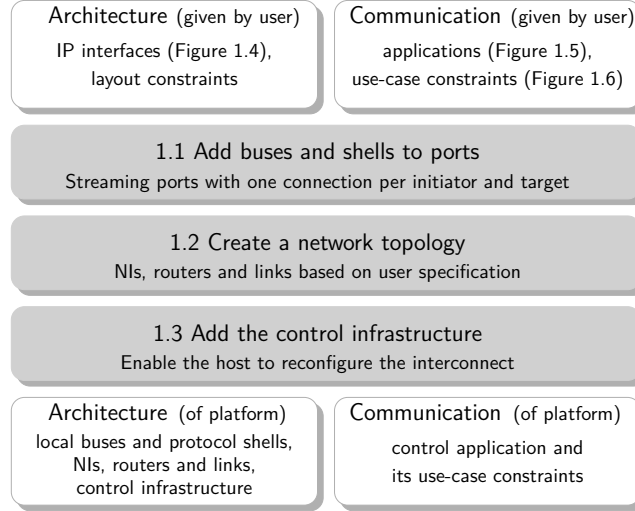 Architecture (given by user)
IP interfaces (Figure 1.4),
layout constraints
Communication (given by user)
applications (Figure 1.5),
use-case constraints (Figure 1.6)
1.1 Add buses and shells to ports
Streaming ports with one connection per initiator and target
1.2 Create a network topology
NIs, routers and links based on user specification
1.3 Add the control infrastructure
Enable the host to reconfigure the interconnect
Architecture (of platform)
local buses and protocol shells,
NIs, routers and links,
control infrastructure
Communication (of platform)
control application and
its use-case constraints